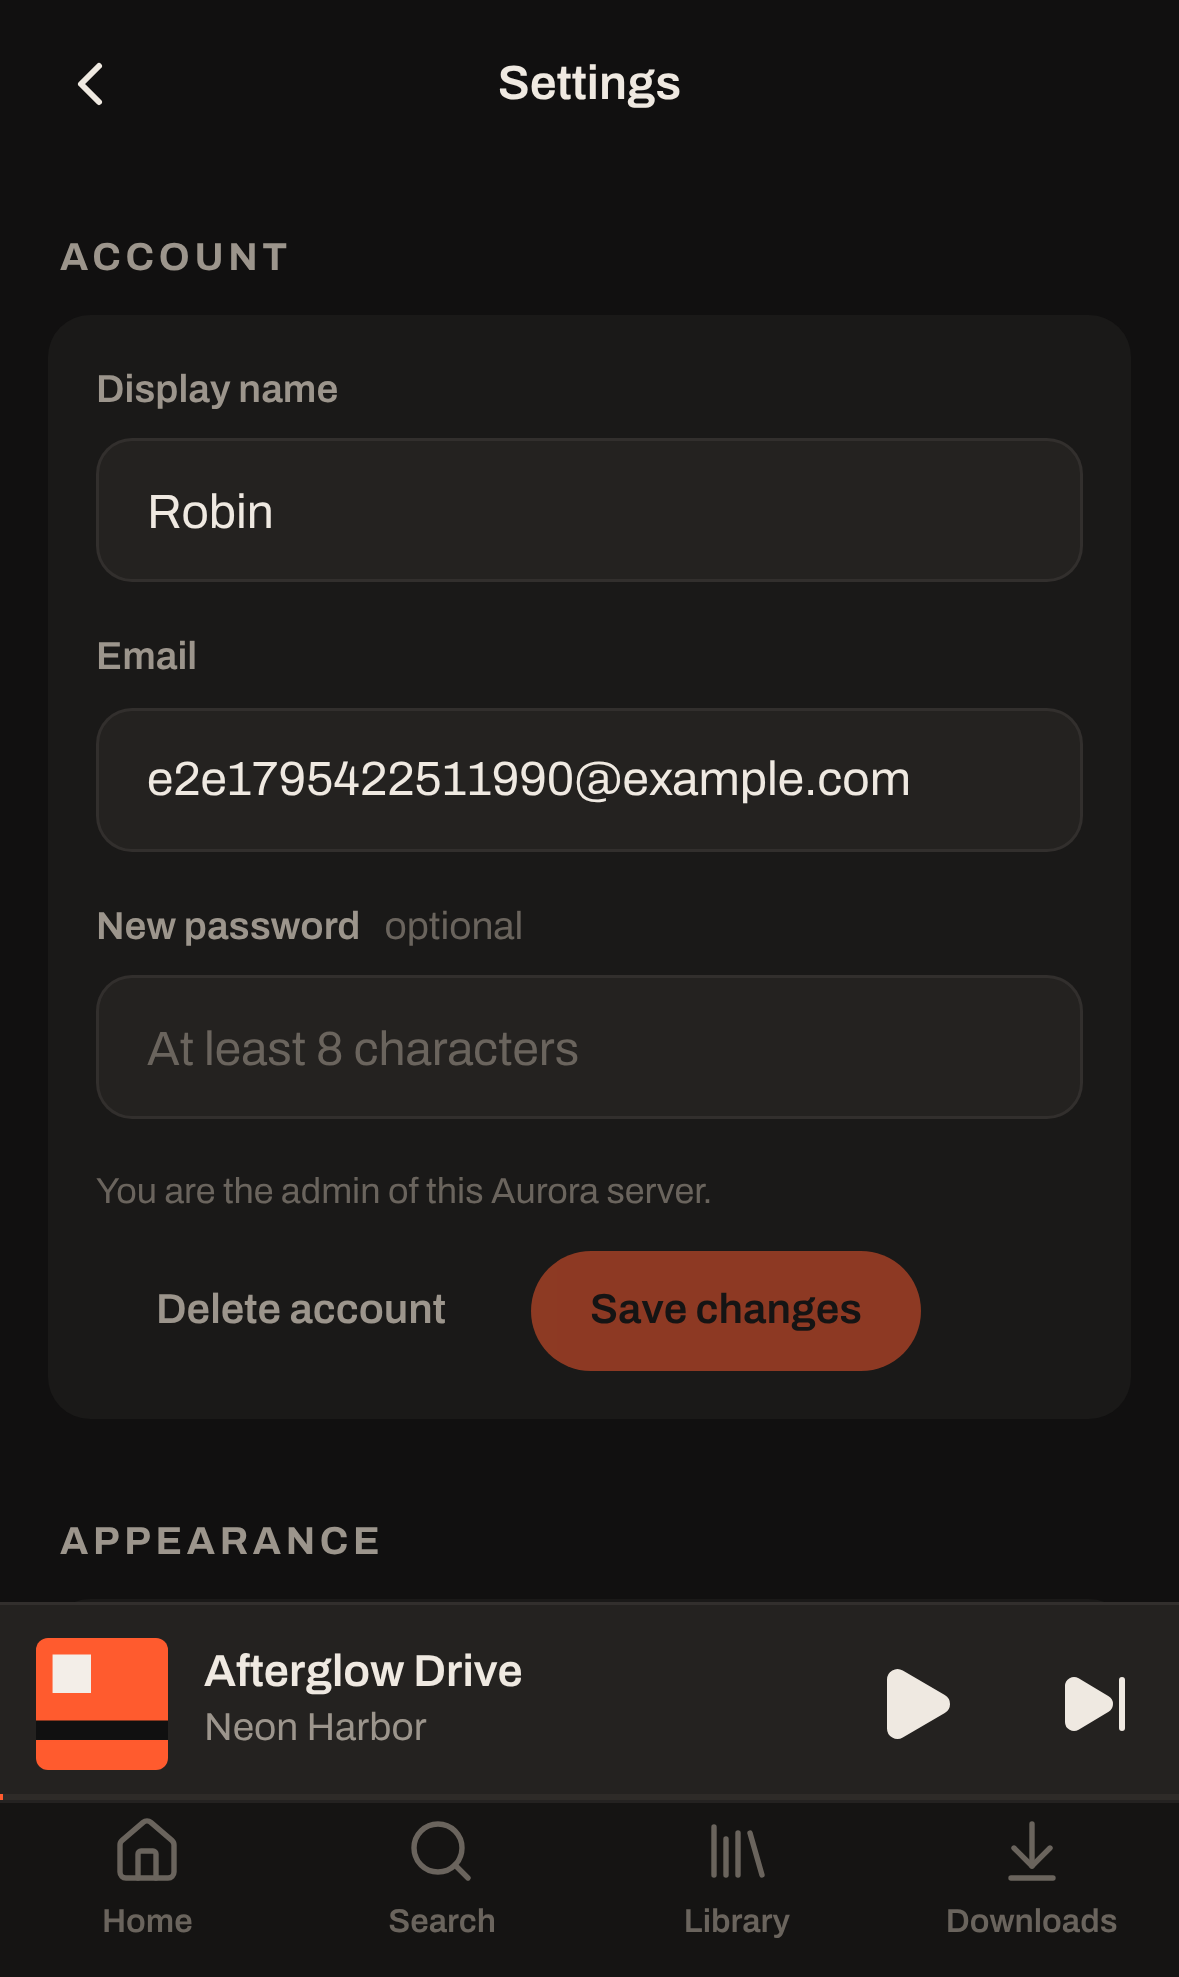 Settings
ACCOUNT
Display name
Robin
Email
e2e1795422511990@example.com
New password optional
At least 8 characters
You are the admin of this Aurora server.
Delete account Save changes
APPEARANCE
Afterglow Drive
Neon Harbor
Home Search Library Downloads